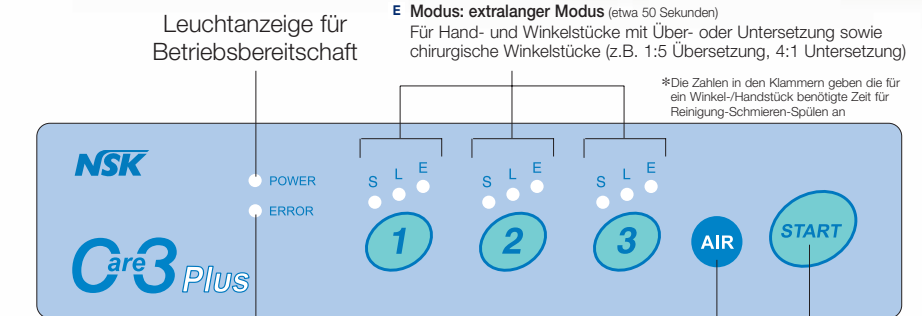 Leuchtanzeige für
Betriebsbereitschaft
E Modus: extralanger Modus (etwa 50 Sekunden)
Für Hand- und Winkelstücke mit Über- oder Untersetzung sowie
chirurgische Winkelstücke (z.B. 1:5 Übersetzung, 4:1 Untersetzung)
*Die Zahlen in den Klammern geben die für
ein Winkel-/Handstück benötigte Zeit für
Reinigung-Schmieren-Spülen an
NSK
POWER
ERROR
Care3 Plus
S L E
S L E
S L E
1
2
3
AIR
START